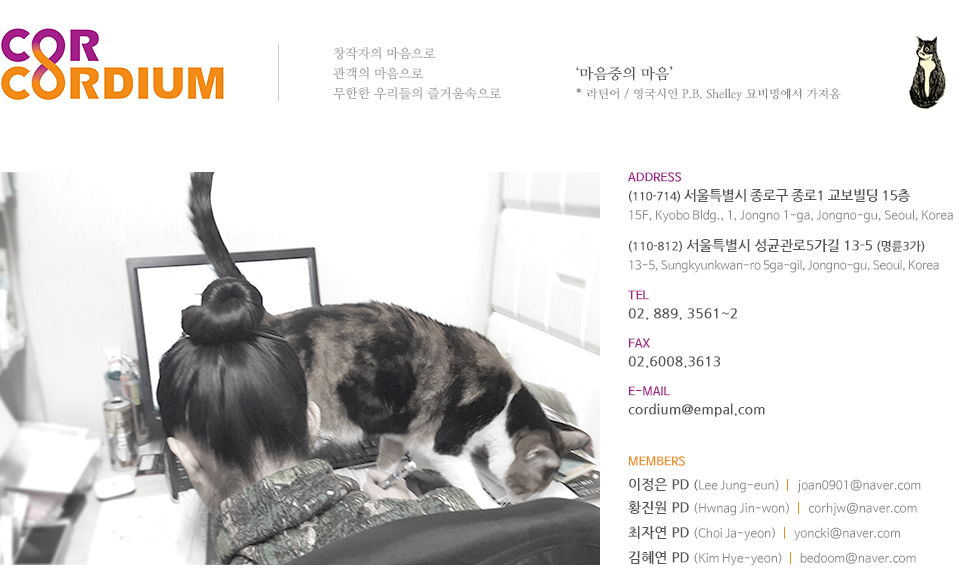 COR
CORDIUM
창작자의 마음으로
관객의 마음으로
무한한 우리들의 즐거움속으로
‘마음중의 마음’
* 라틴어 / 영국시인 P.B. Shelley 묘비명에서 가져옴
ADDRESS
(110-714) 서울특별시 종로구 종로1 교보빌딩 15층
15F, Kyobo Bldg., 1, Jongno 1-ga, Jongno-gu, Seoul, Korea
(110-812) 서울특별시 성균관로5가길 13-5 (명륜3가)
13-5, Sungkyunkwan-ro 5ga-gil, Jongno-gu, Seoul, Korea
TEL
02. 889. 3561~2
FAX
02.6008.3613
E-MAIL
cordium@empal.com
MEMBERS
이정은 PD (Lee Jung-eun) | joan0901@naver.com
황진원 PD (Hwnag Jin-won) | corhjw@naver.com
최자연 PD (Choi Ja-yeon) | yoncki@naver.com
김혜연 PD (Kim Hye-yeon) | bedoom@naver.com